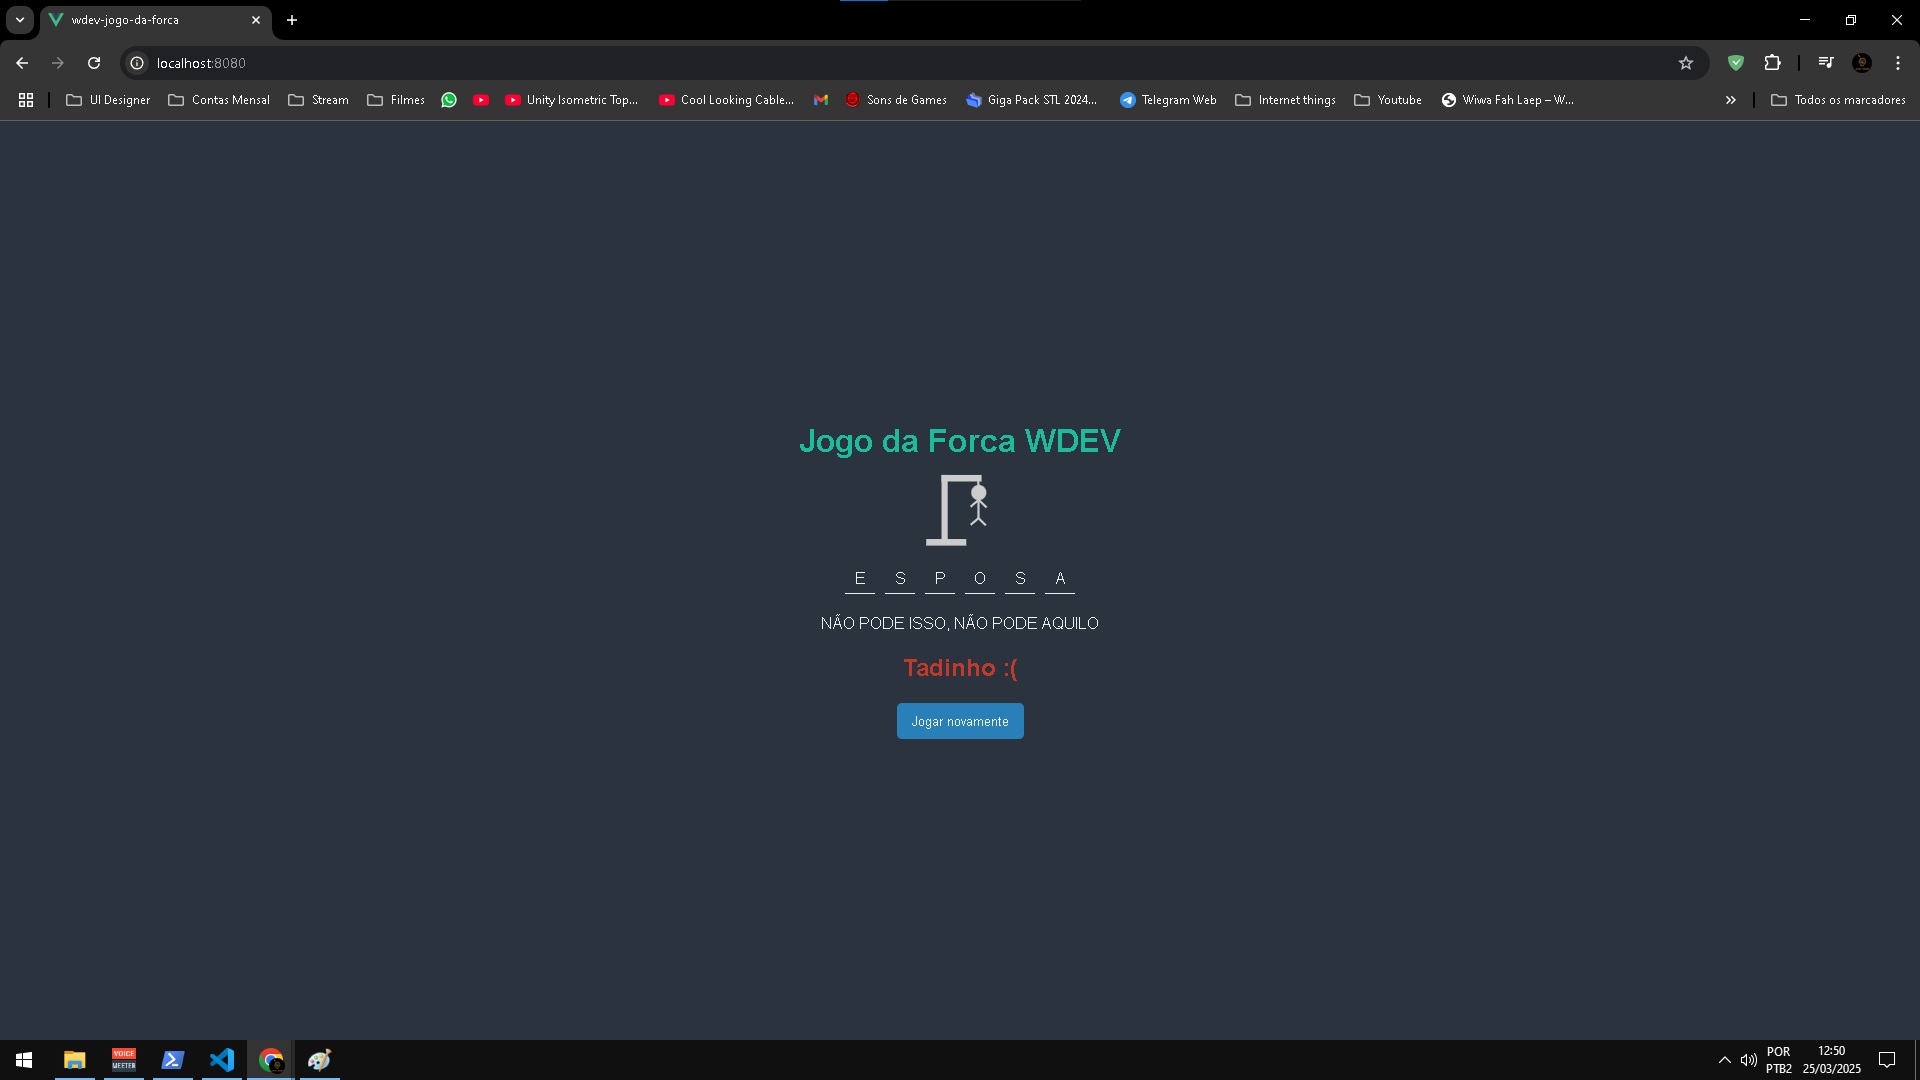 wdev-jogo-da-forca
localhost:8080
UI Designer Contas Mensal Stream Filmes Unity Isometric Top... Cool Looking Cable... Sons de Games Giga Pack STL 2024... Telegram Web Internet things Youtube Wiwa Fah Laep – W... Todos os marcadores
Jogo da Forca WDEV
E S P O S A
NÃO PODE ISSO, NÃO PODE AQUILO
Tadinho :(
Jogar novamente
VOICE
MEETER
POR
PTB2
12:50
25/03/2025